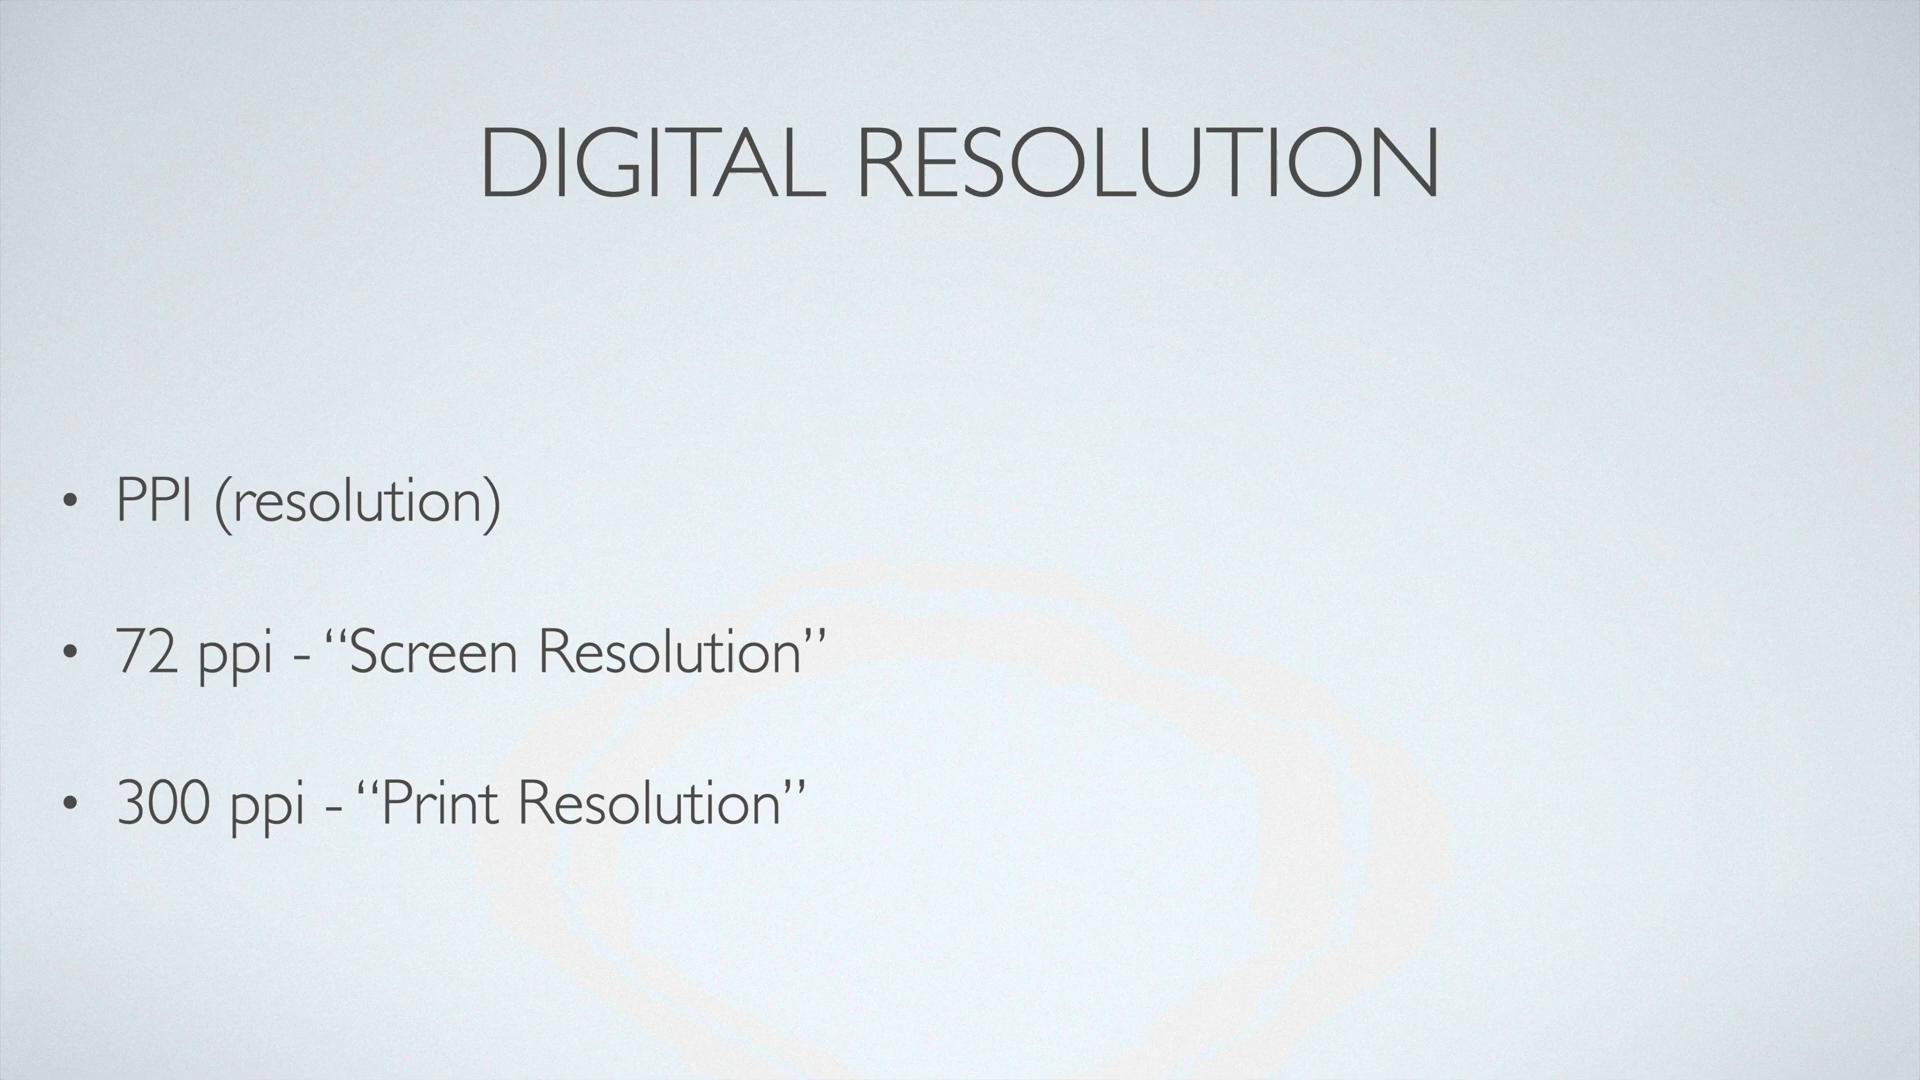 DIGITAL RESOLUTION
• PPI (resolution)
• 72 ppi - “Screen Resolution”
• 300 ppi - “Print Resolution”